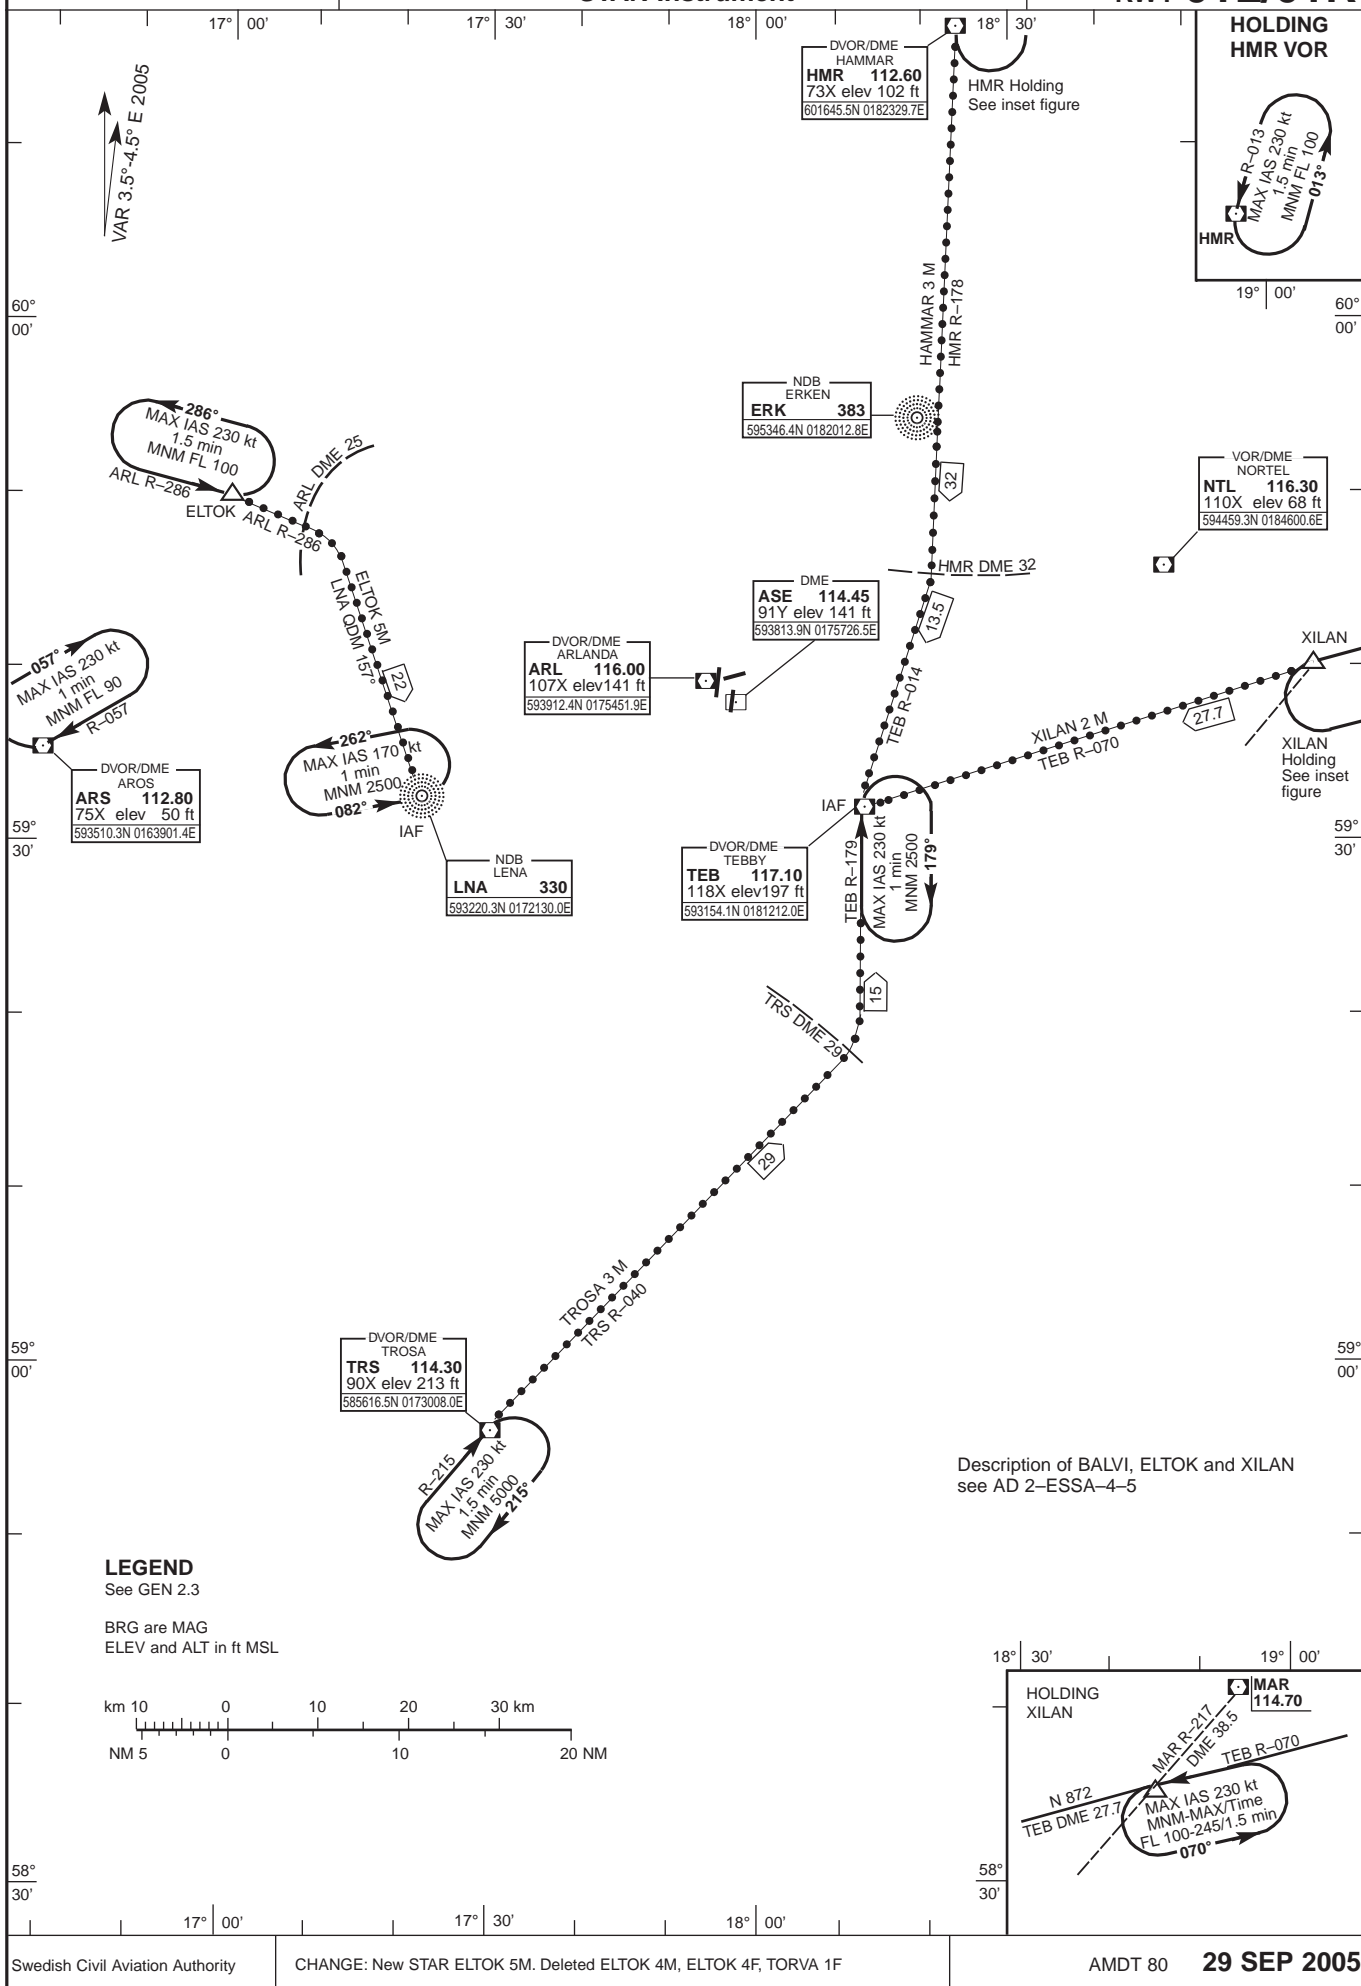 17° 00’
17° 30’
18° 00’
18° 30’
HOLDING
HMR VOR
R–013
MAX IAS 230 kt
1.5 min
MNM FL 100
013°
HMR
19° 00’
DVOR/DME
HAMMAR
HMR 112.60
73X elev 102 ft
601645.5N 0182329.7E
HMR Holding
See inset figure
VAR 3.5°-4.5° E 2005
60°
00’
60°
00’
HAMMAR 3 M
HMR R–178
NDB
ERKEN
ERK 383
595346.4N 0182012.8E
286°
MAX IAS 230 kt
1.5 min
MNM FL 100
ARL R–286
ELTOK
ARL R–286
ARL DME 25
32
VOR/DME
NORTEL
NTL 116.30
110X elev 68 ft
594459.3N 0184600.6E
HMR DME 32
ELTOK 5M
LNA QDM 157°
22
DME
ASE 114.45
91Y elev 141 ft
593813.9N 0175726.5E
13.5
TEB R–014
DVOR/DME
ARLANDA
ARL 116.00
107X elev141 ft
593912.4N 0175451.9E
XILAN
057°
MAX IAS 230 kt
1 min
MNM FL 90
R–057
27.7
XILAN 2 M
TEB R–070
XILAN
Holding
See inset
figure
262°
MAX IAS 170 kt
1 min
MNM 2500
082°
IAF
DVOR/DME
AROS
ARS 112.80
75X elev 50 ft
593510.3N 0163901.4E
IAF
59°
30’
59°
30’
NDB
LENA
LNA 330
593220.3N 0172130.0E
DVOR/DME
TEBBY
TEB 117.10
118X elev197 ft
593154.1N 0181212.0E
TEB R–179
MAX IAS 230 kt
1 min
MNM 2500
179°
15
TRS DME 29
29
TROSA 3 M
TRS R–040
59°
00’
59°
00’
DVOR/DME
TROSA
TRS 114.30
90X elev 213 ft
585616.5N 0173008.0E
R–215
MAX IAS 230 kt
1.5 min
MNM 5000
215°
Description of BALVI, ELTOK and XILAN
see AD 2–ESSA–4–5
LEGEND
See GEN 2.3
BRG are MAG
ELEV and ALT in ft MSL
km 10 0 10 20 30 km
NM 5 0 10 20 NM
18° 30’
19° 00’
HOLDING
XILAN
MAR
114.70
MAR R–217
DME 38.5
TEB R–070
N 872
TEB DME 27.7
MAX IAS 230 kt
MNM-MAX/Time
FL 100-245/1.5 min
070°
58°
30’
58°
30’
17° 00’
17° 30’
18° 00’
Swedish Civil Aviation Authority
CHANGE: New STAR ELTOK 5M. Deleted ELTOK 4M, ELTOK 4F, TORVA 1F
AMDT 80 29 SEP 2005